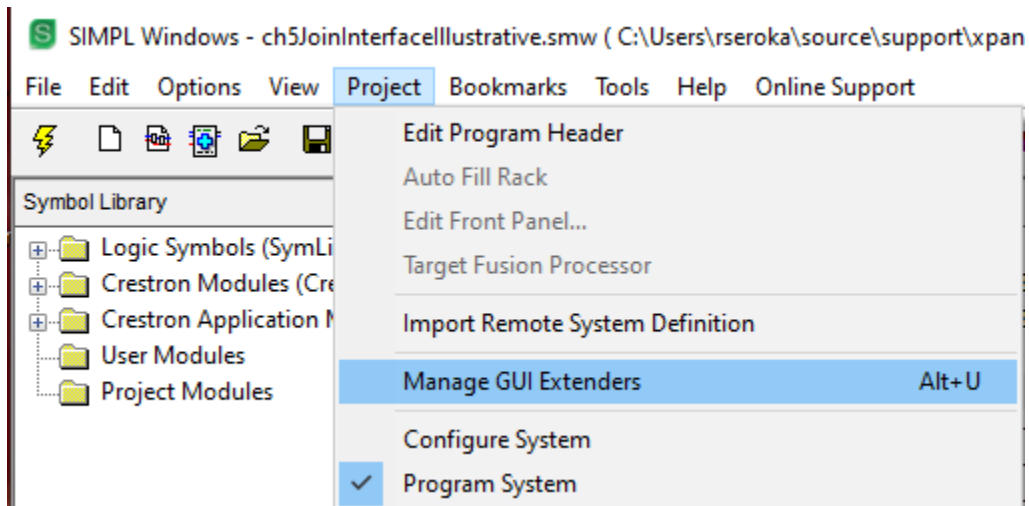 S SIMPL Windows - ch5JoinInterfaceIllustrative.smw ( C:\Users\rseroka\source\support\xpan
File Edit Options View Project Bookmarks Tools Help Online Support
Edit Program Header
Auto Fill Rack
Edit Front Panel...
Target Fusion Processor
Import Remote System Definition
Manage GUI Extenders Alt+U
Configure System
Program System
Symbol Library
Logic Symbols (SymLi
Crestron Modules (Cre
Crestron Application
User Modules
Project Modules